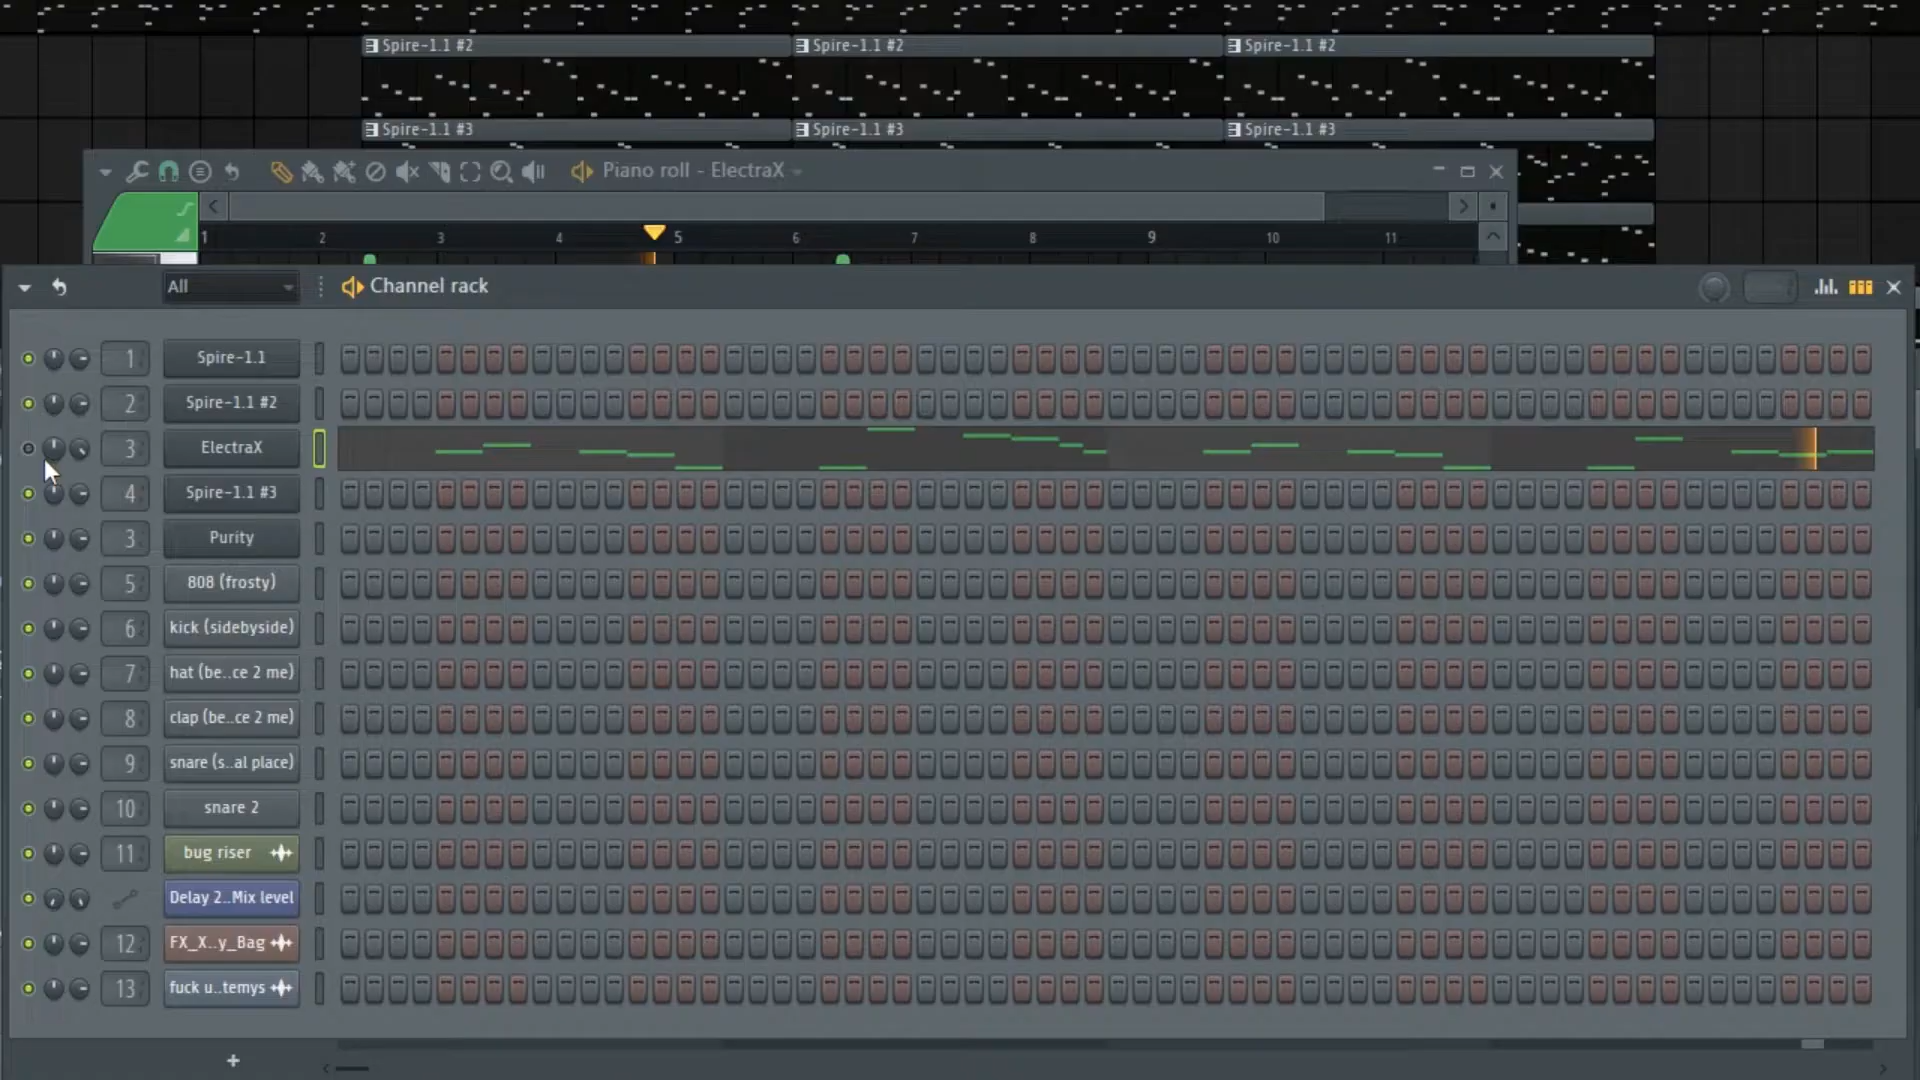 Spire-1.1 #2 Spire-1.1 #2 Spire-1.1 #2
Spire-1.1 #3 Spire-1.1 #3 Spire-1.1 #3
Piano roll - ElectraX
1 2 3 4 5 6 7 8 9 10 11
All Channel rack
1 Spire-1.1
2 Spire-1.1 #2
3 ElectraX
4 Spire-1.1 #3
3 Purity
5 808 (frosty)
6 kick (sidebyside)
7 hat (be..ce 2 me)
8 clap (be..ce 2 me)
9 snare (s..al place)
10 snare 2
11 bug riser
Delay 2..Mix level
12 FX_X..y_Bag
13 fuck u..temys